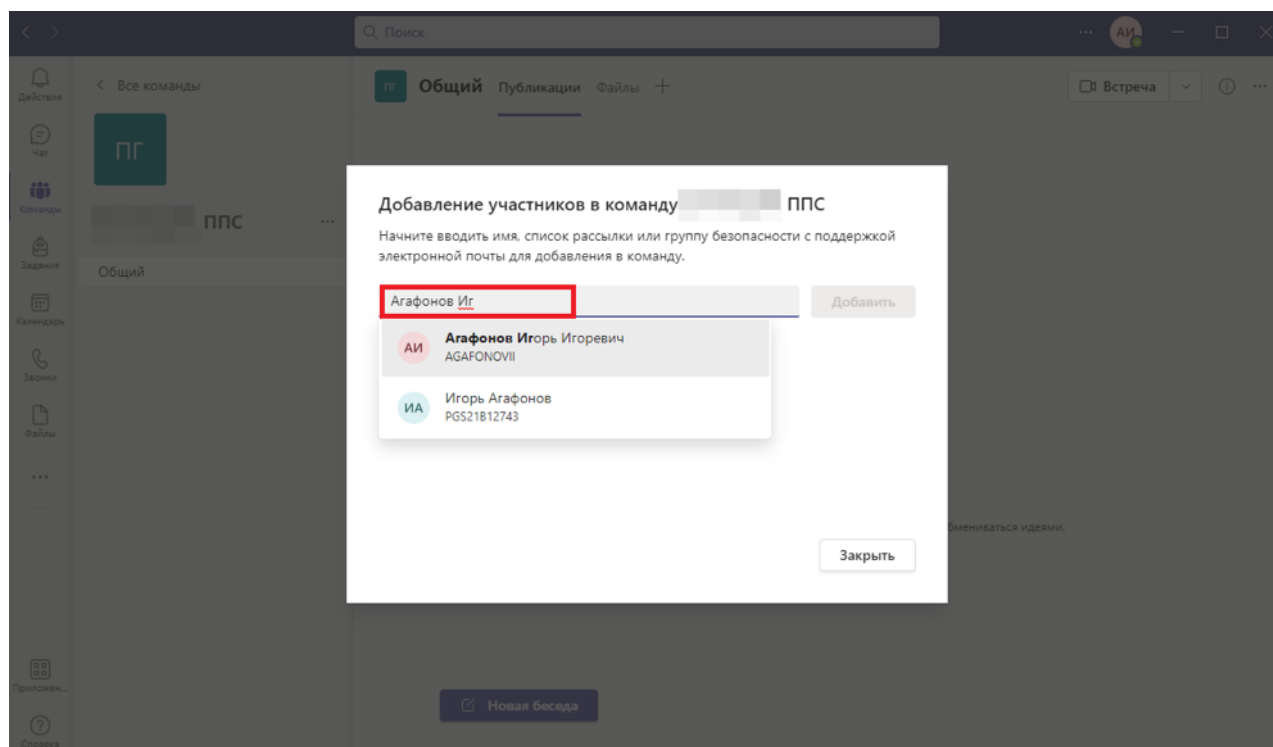 Поиск
АИ
Действия
Чат
Команды
Задания
Календарь
Звонки
Файлы
Приложен...
Справка
Все команды
ПГ
ППС
Общий
ПГ Общий Публикации Файлы
Встреча
Добавление участников в команду ППС
Начните вводить имя, список рассылки или группу безопасности с поддержкой
электронной почты для добавления в команду.
Агафонов Иг
Добавить
АИ
Агафонов Игорь Игоревич
AGAFONOVII
ИА
Игорь Агафонов
PGS21B12743
Закрыть
бмениваться идеями.
Новая беседа